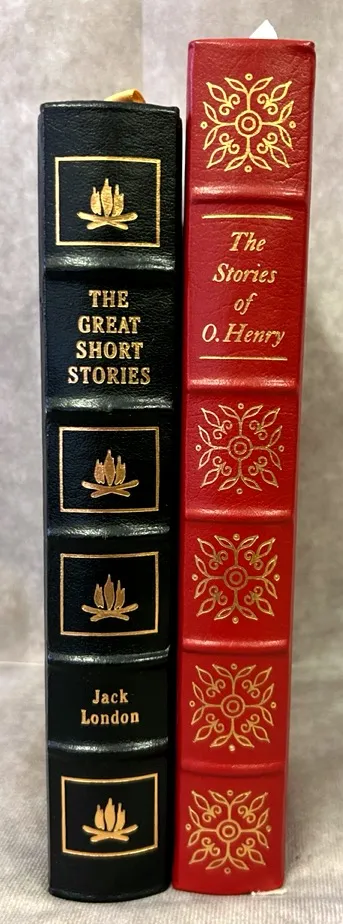 THE
GREAT
SHORT
STORIES
Jack
London
The
Stories
of
O. Henry